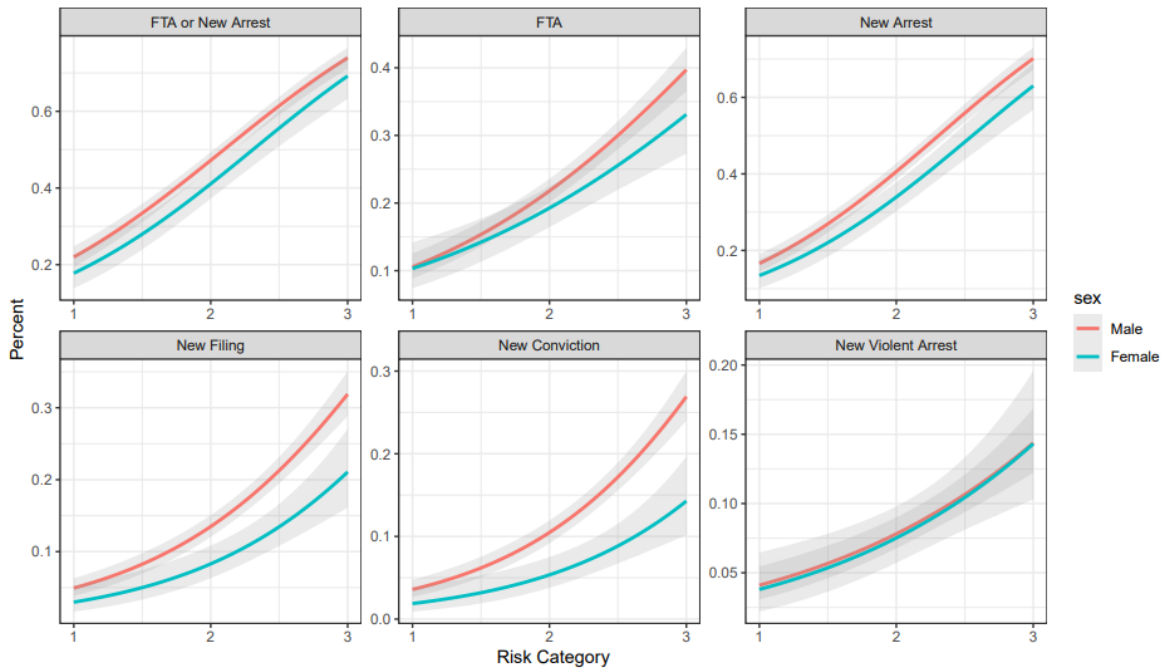 FTA or New Arrest
FTA
New Arrest
0.6
0.4
0.2
0.4
0.3
0.2
0.1
0.6
0.4
0.2
1 2 3
1 2 3
1 2 3
Percent
New Filing
New Conviction
New Violent Arrest
0.3
0.2
0.1
0.3
0.2
0.1
0.0
0.20
0.15
0.10
0.05
1 2 3
1 2 3
1 2 3
Risk Category
sex
Male
Female